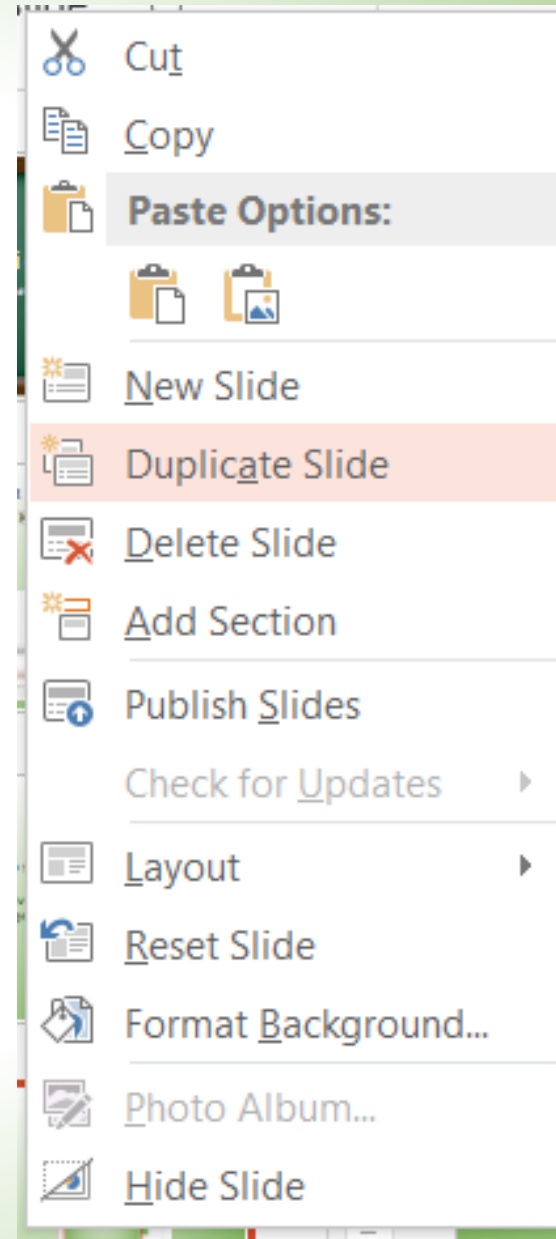 Cut
Copy
Paste Options:
New Slide
Duplicate Slide
Delete Slide
Add Section
Publish Slides
Check for Updates
Layout
Reset Slide
Format Background...
Photo Album...
Hide Slide